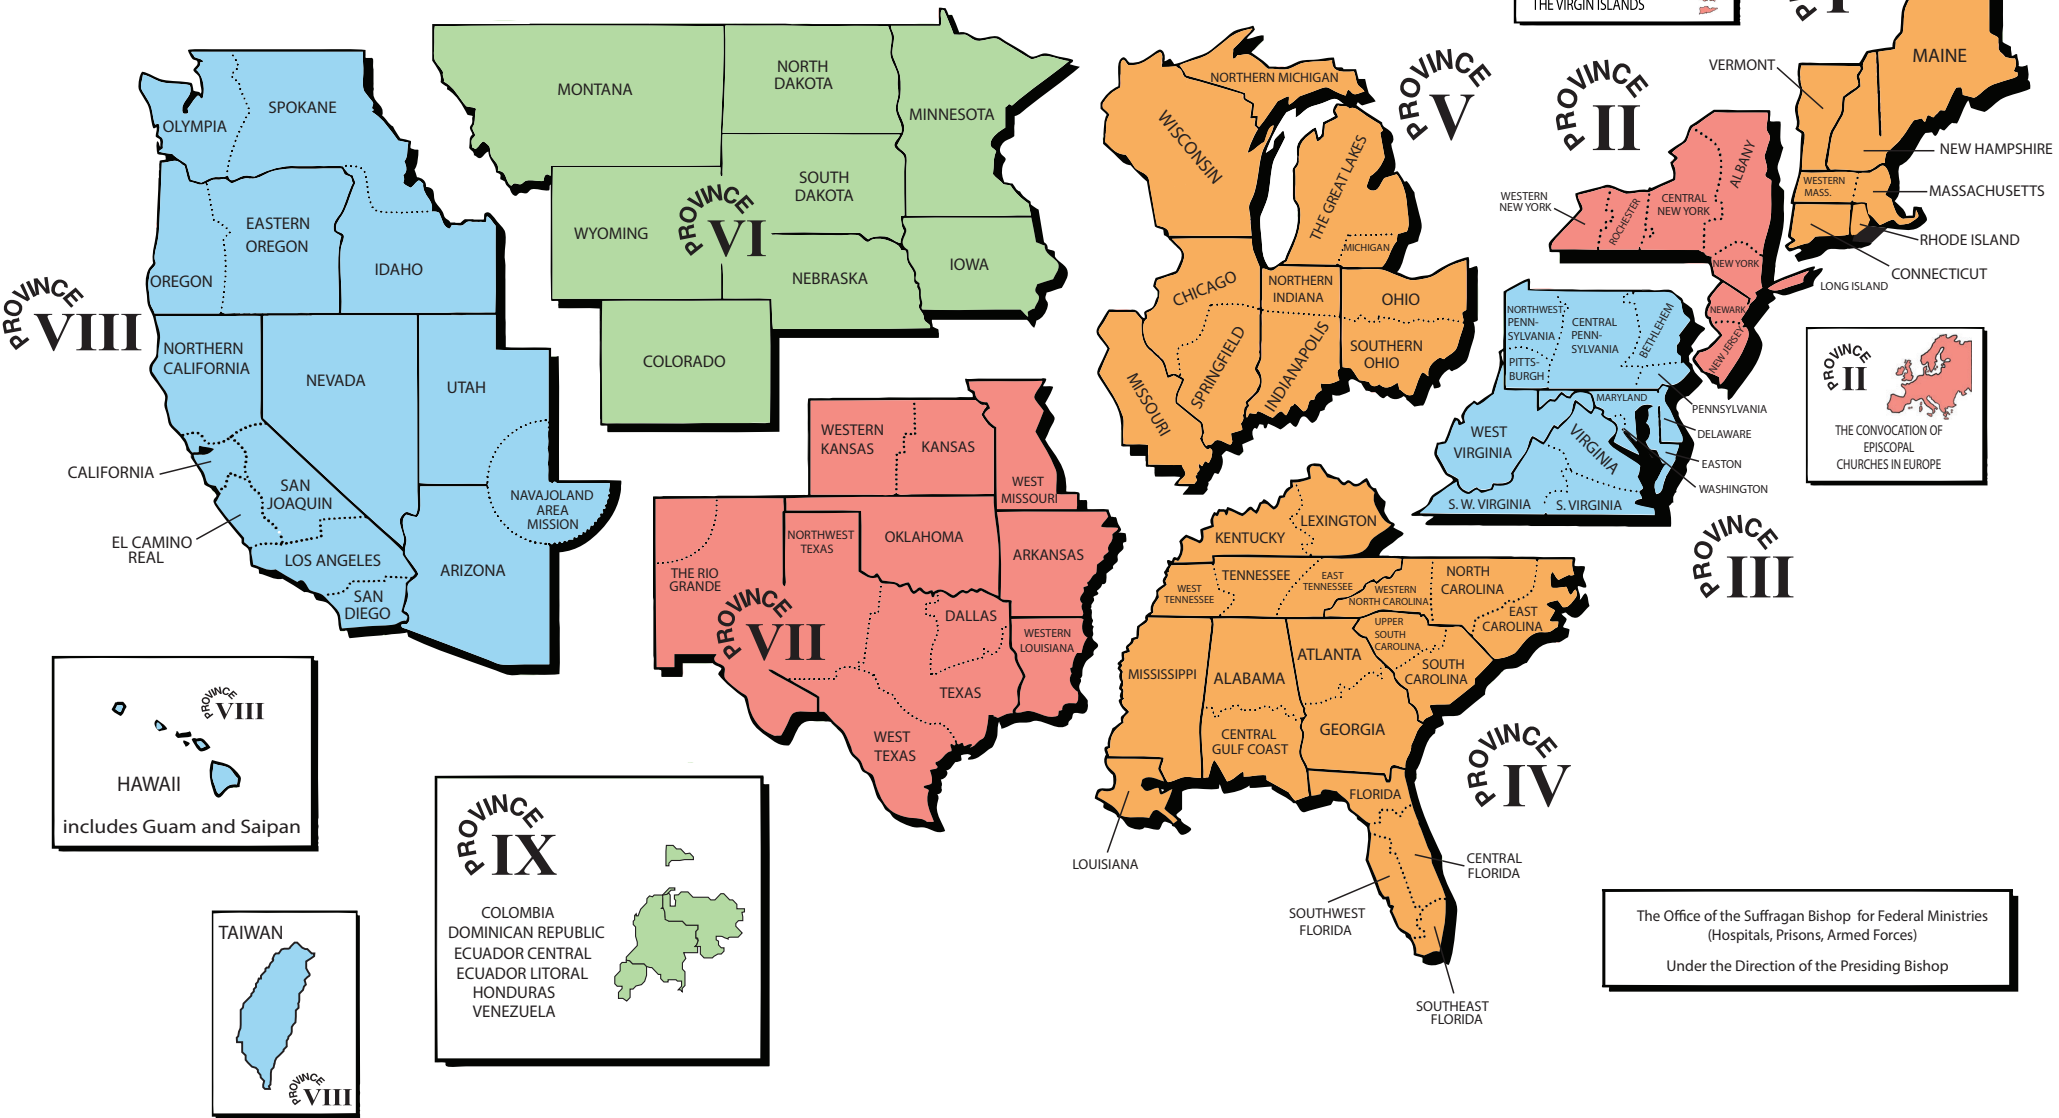 THE VIRGIN ISLANDS
PROVINCE
I
MAINE
VERMONT
NEW HAMPSHIRE
WESTERN
MASS.
MASSACHUSETTS
RHODE ISLAND
CONNECTICUT
PROVINCE
II
ALBANY
WESTERN
NEW YORK
ROCHESTER
CENTRAL
NEW YORK
NEW YORK
LONG ISLAND
NEWARK
NEW JERSEY
PROVINCE
II
THE CONVOCATION OF
EPISCOPAL
CHURCHES IN EUROPE
NORTHWEST
PENN-
SYLVANIA
CENTRAL
PENN-
SYLVANIA
BETHLEHEM
PITTS-
BURGH
PENNSYLVANIA
MARYLAND
DELAWARE
EASTON
WASHINGTON
WEST
VIRGINIA
VIRGINIA
S. W. VIRGINIA
S. VIRGINIA
PROVINCE
III
PROVINCE
V
NORTHERN MICHIGAN
WISCONSIN
THE GREAT LAKES
MICHIGAN
CHICAGO
NORTHERN
INDIANA
OHIO
SPRINGFIELD
INDIANAPOLIS
SOUTHERN
OHIO
MISSOURI
MONTANA
NORTH
DAKOTA
MINNESOTA
SOUTH
DAKOTA
WYOMING
PROVINCE
VI
NEBRASKA
IOWA
COLORADO
OLYMPIA
SPOKANE
EASTERN
OREGON
OREGON
IDAHO
PROVINCE
VIII
NORTHERN
CALIFORNIA
NEVADA
UTAH
CALIFORNIA
SAN
JOAQUIN
NAVAJOLAND
AREA
MISSION
EL CAMINO
REAL
LOS ANGELES
ARIZONA
SAN
DIEGO
WESTERN
KANSAS
KANSAS
WEST
MISSOURI
NORTHWEST
TEXAS
OKLAHOMA
ARKANSAS
THE RIO
GRANDE
PROVINCE
VII
DALLAS
WESTERN
LOUISIANA
TEXAS
WEST
TEXAS
LEXINGTON
KENTUCKY
WEST
TENNESSEE
TENNESSEE
EAST
TENNESSEE
WESTERN
NORTH CAROLINA
NORTH
CAROLINA
EAST
CAROLINA
UPPER
SOUTH
CAROLINA
SOUTH
CAROLINA
MISSISSIPPI
ALABAMA
ATLANTA
CENTRAL
GULF COAST
GEORGIA
PROVINCE
IV
LOUISIANA
FLORIDA
CENTRAL
FLORIDA
SOUTHWEST
FLORIDA
SOUTHEAST
FLORIDA
PROVINCE
VIII
HAWAII
includes Guam and Saipan
TAIWAN
PROVINCE
VIII
PROVINCE
IX
COLOMBIA
DOMINICAN REPUBLIC
ECUADOR CENTRAL
ECUADOR LITORAL
HONDURAS
VENEZUELA
The Office of the Suffragan Bishop for Federal Ministries
(Hospitals, Prisons, Armed Forces)
Under the Direction of the Presiding Bishop